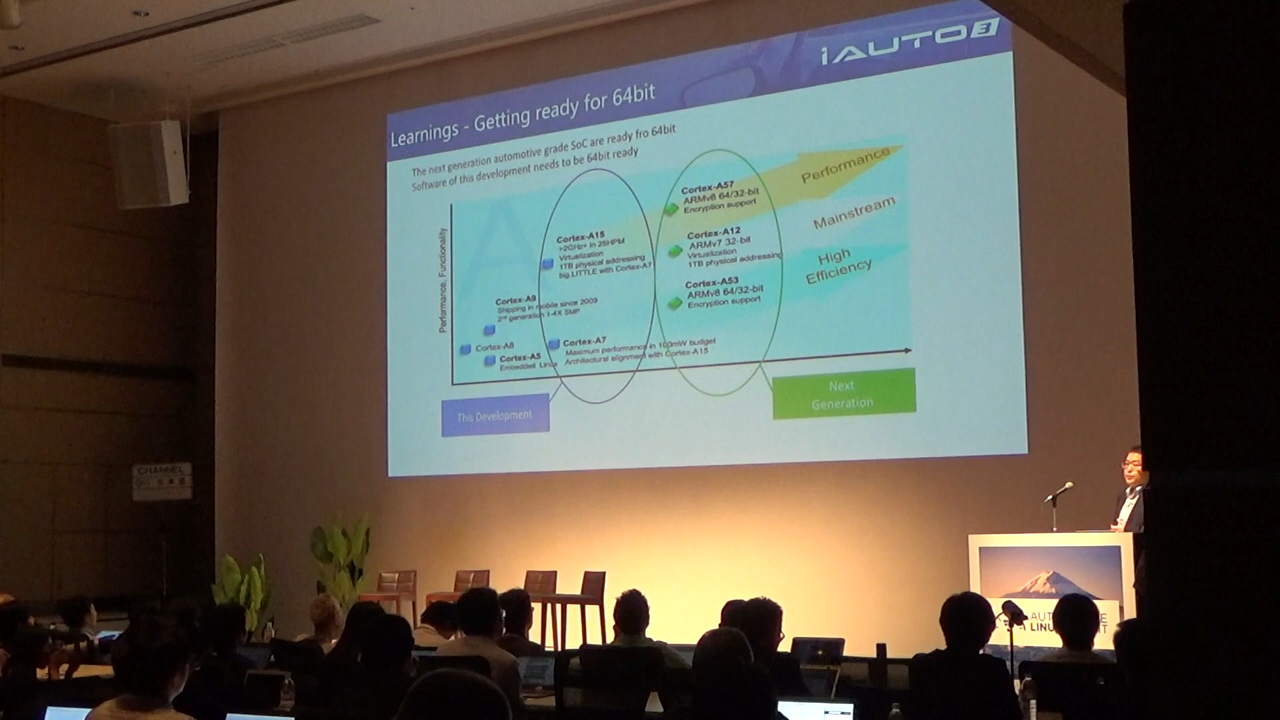 iAUTO 3
Learnings - Getting ready for 64bit
The next generation automotive grade SoC are ready fro 64bit
Software of this development needs to be 64bit ready
Performance, Functionality
Cortex-A57
ARMv8 64/32-bit
Encryption support
Performance
Mainstream
High
Efficiency
Cortex-A15
>2GHz+ in 28HPM
Virtualization
1TB physical addressing
big.LITTLE with Cortex-A7
Cortex-A12
ARMv7 32-bit
Virtualization
1TB physical addressing
Cortex-A53
ARMv8 64/32-bit
Encryption support
Cortex-A9
Shipping in mobile since 2009
2nd generation 1-4X SMP
Cortex-A8
Cortex-A5
Embedded Linux
Cortex-A7
Maximum performance in 100mW budget
Architectural alignment with Cortex-A15
This Development
Next
Generation
CHANNEL